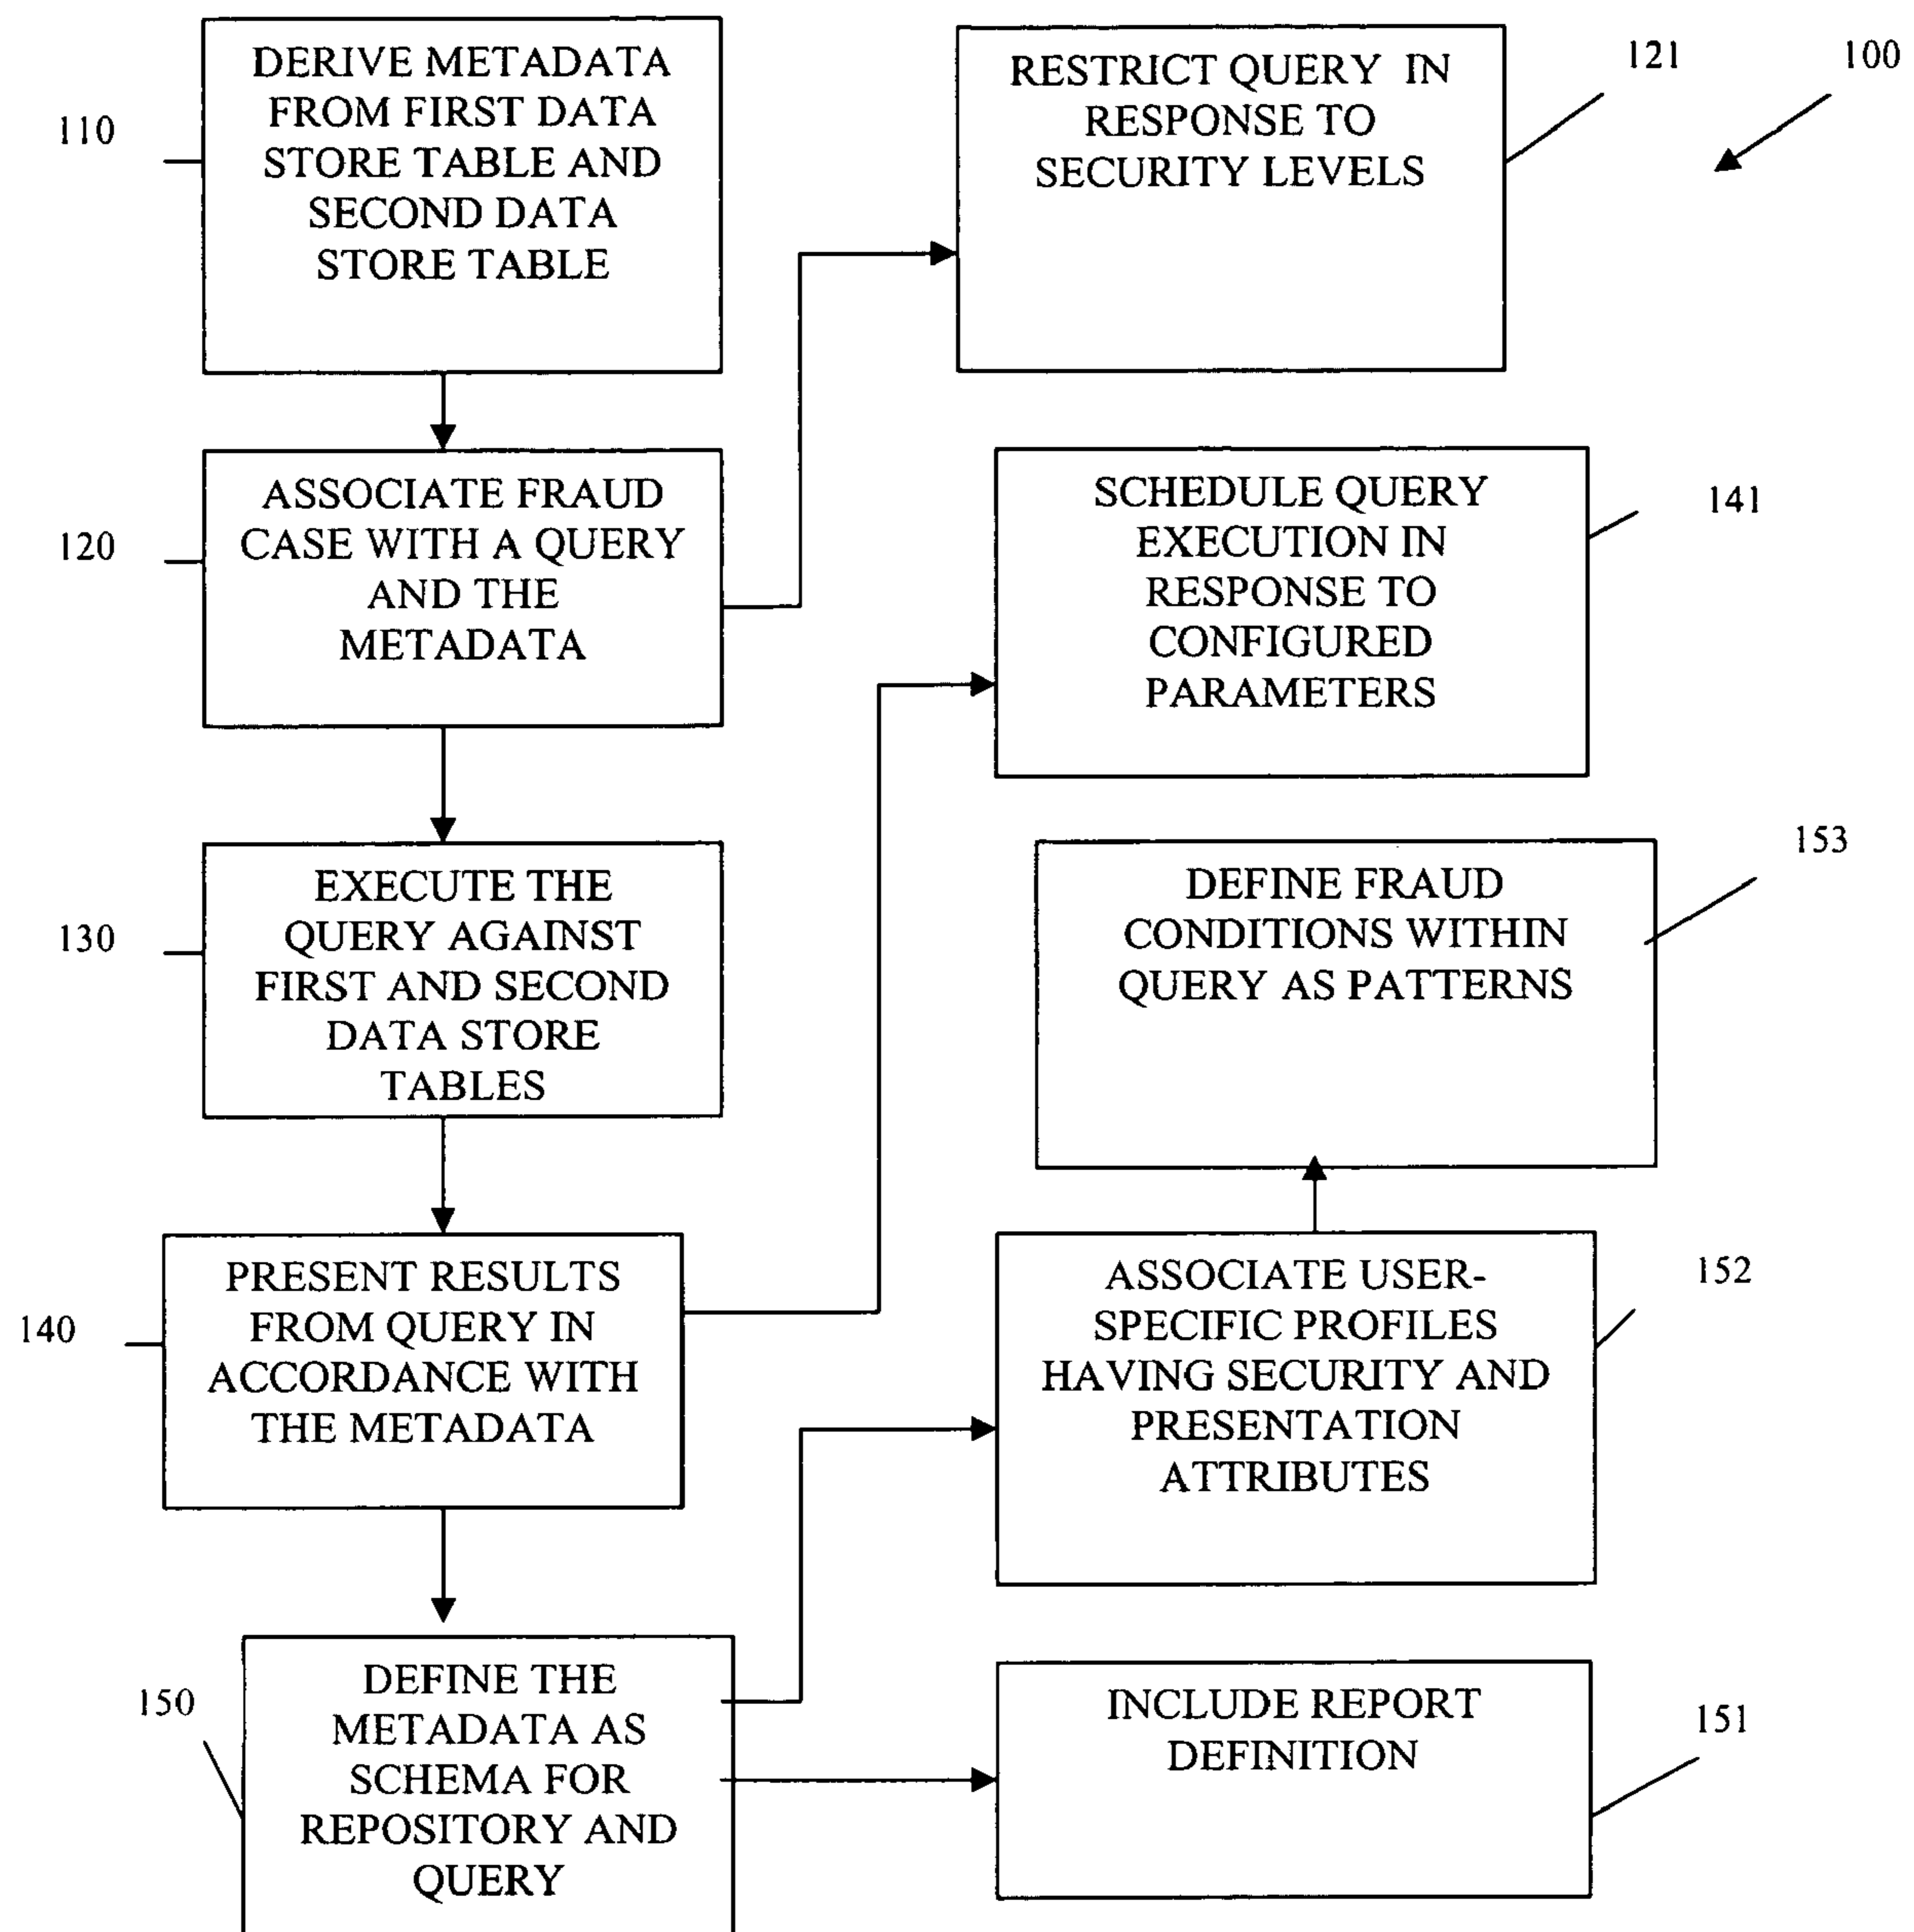 DERIVE METADATA
FROM FIRST DATA
STORE TABLE AND
SECOND DATA
STORE TABLE
110
RESTRICT QUERY IN
RESPONSE TO
SECURITY LEVELS
121
100
ASSOCIATE FRAUD
CASE WITH A QUERY
AND THE
METADATA
120
SCHEDULE QUERY
EXECUTION IN
RESPONSE TO
CONFIGURED
PARAMETERS
141
EXECUTE THE
QUERY AGAINST
FIRST AND SECOND
DATA STORE
TABLES
130
DEFINE FRAUD
CONDITIONS WITHIN
QUERY AS PATTERNS
153
PRESENT RESULTS
FROM QUERY IN
ACCORDANCE WITH
THE METADATA
140
ASSOCIATE USER-
SPECIFIC PROFILES
HAVING SECURITY AND
PRESENTATION
ATTRIBUTES
152
DEFINE THE
METADATA AS
SCHEMA FOR
REPOSITORY AND
QUERY
150
INCLUDE REPORT
DEFINITION
151